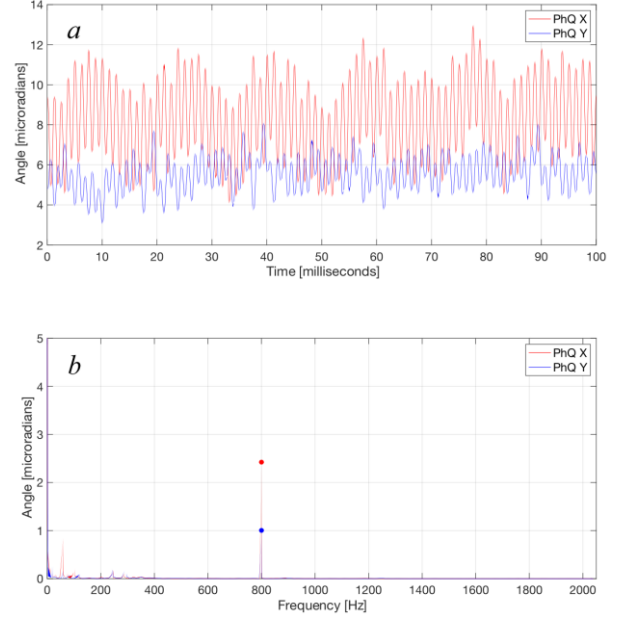 14
12
10
8
6
4
2
Angle [microradians]
a
PhQ X
PhQ Y
0 10 20 30 40 50 60 70 80 90 100
Time [milliseconds]
5
4
3
2
1
0
Angle [microradians]
b
PhQ X
PhQ Y
0 200 400 600 800 1000 1200 1400 1600 1800 2000
Frequency [Hz]